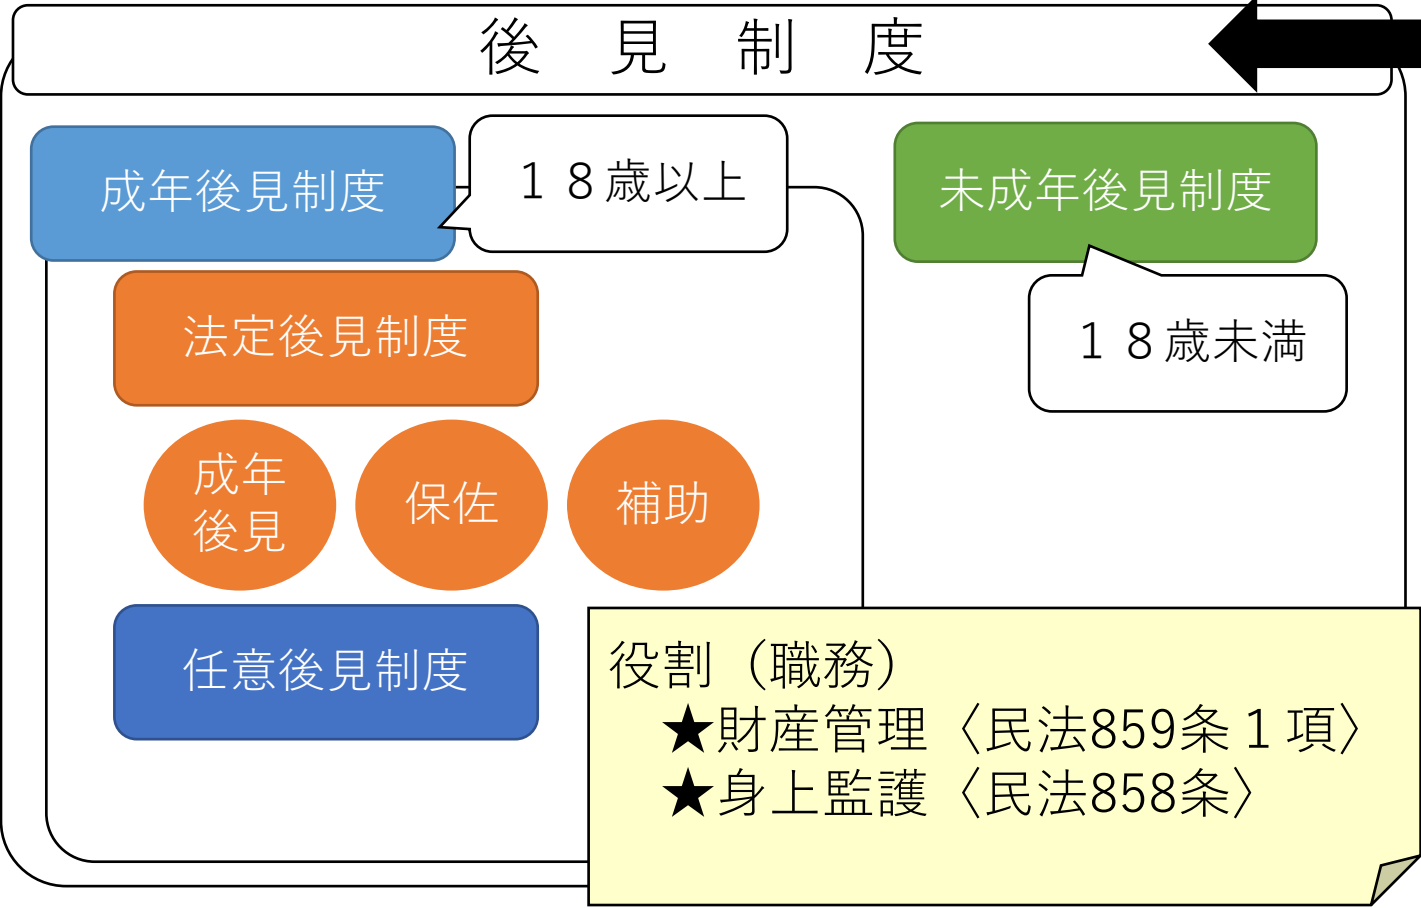 後　見　制　度
成年後見制度
１８歳以上
未成年後見制度
１８歳未満
法定後見制度
成年
後見
保佐
補助
任意後見制度
役割（職務）
★財産管理〈民法859条１項〉
★身上監護〈民法858条〉